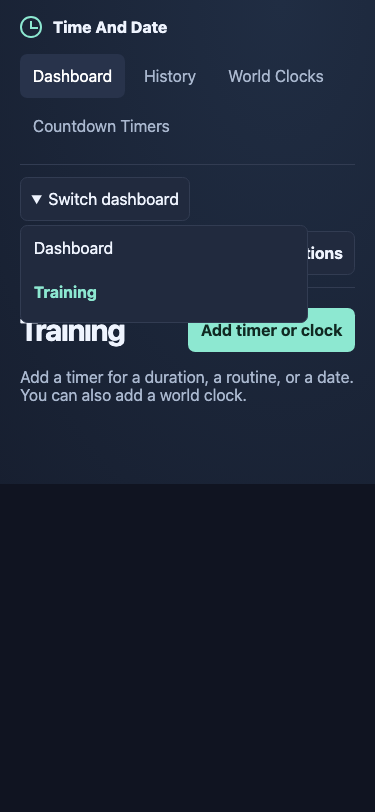 Time And Date
Dashboard History World Clocks
Countdown Timers
▼ Switch dashboard
Dashboard
Training
Training
Add timer or clock
Add a timer for a duration, a routine, or a date.
You can also add a world clock.